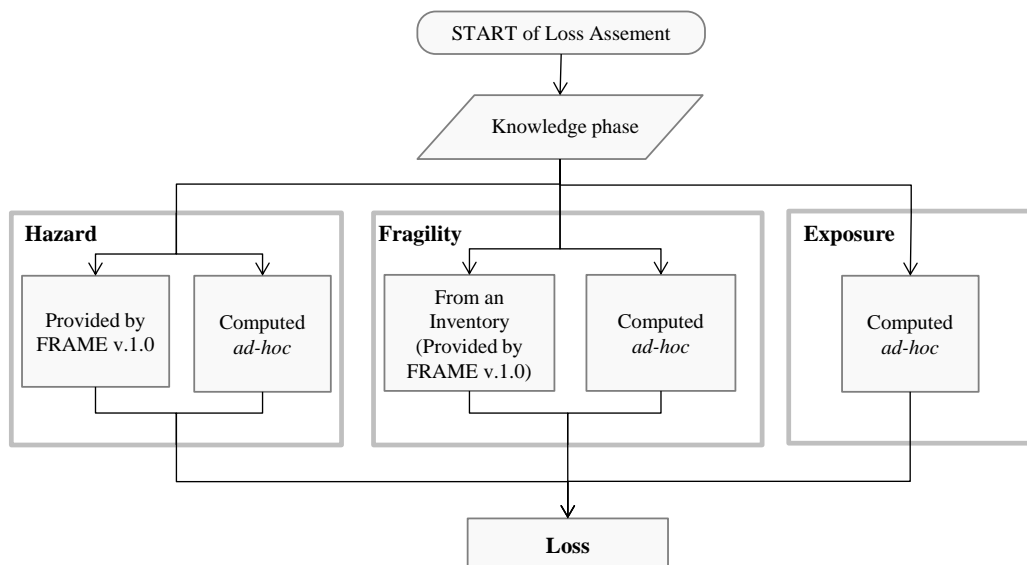 START of Loss Assement
Knowledge phase
Hazard
Provided by
FRAME v.1.0
Computed
ad-hoc
Fragility
From an
Inventory
(Provided by
FRAME v.1.0)
Computed
ad-hoc
Exposure
Computed
ad-hoc
Loss